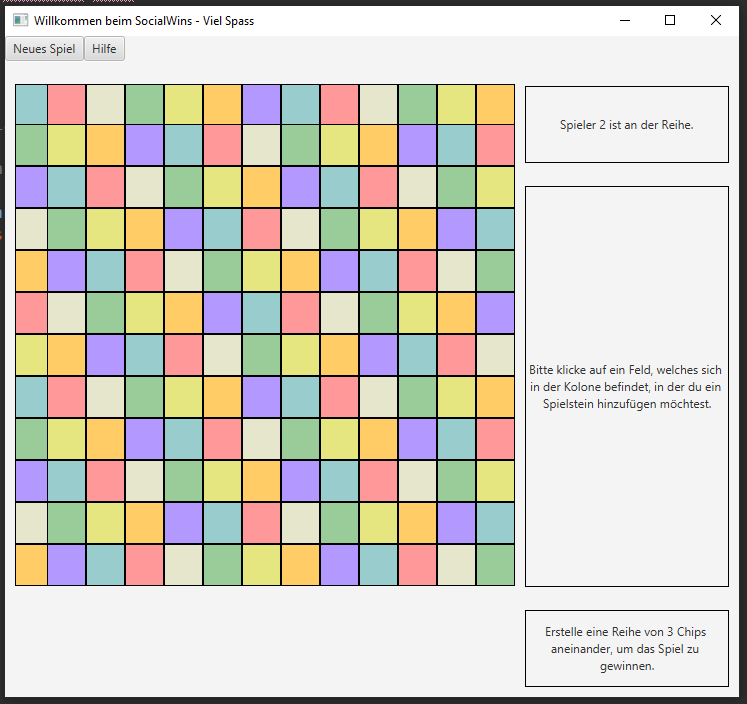 Willkommen beim SocialWins - Viel Spass
Neues Spiel Hilfe
Spieler 2 ist an der Reihe.
Bitte klicke auf ein Feld, welches sich
in der Kolone befindet, in der du ein
Spielstein hinzufügen möchtest.
Erstelle eine Reihe von 3 Chips
aneinander, um das Spiel zu
gewinnen.